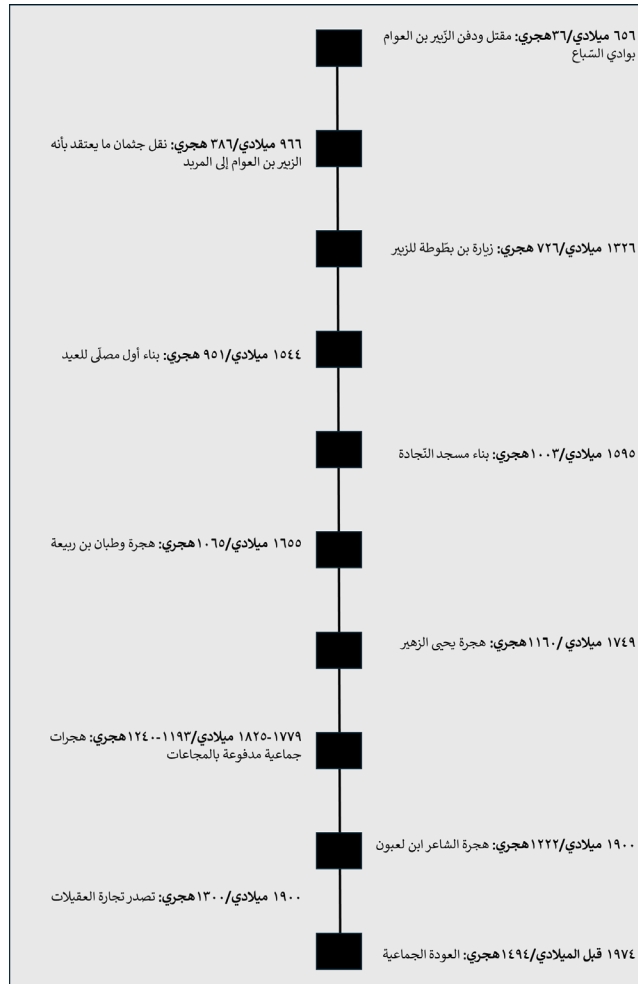 ٦٥٦ ميلادي/٣٦هجري: مقتل ودفن الزّبير بن العوام
بوادي السّباع
٩٦٦ ميلادي/٣٨٦ هجري: نقل جثمان ما يعتقد بأنه
الزبير بن العوام إلى المربد
١٣٢٦ ميلادي/٧٢٦ هجري: زيارة بن بطّوطة للزبير
١٥٤٤ ميلادي/٩٥١ هجري: بناء أول مصلّى للعيد
١٥٩٥ ميلادي/١٠٠٣هجري: بناء مسجد النّجادة
١٦٥٥ ميلادي/١٠٦٥هجري: هجرة وطبان بن ربيعة
١٧٤٩ ميلادي /١١٦٠هجري: هجرة يحيى الزهير
١٧٧٩-١٨٢٥ ميلادي/١١٩٣-١٢٤٠هجري: هجرات
جماعية مدفوعة بالمجاعات
١٩٠٠ ميلادي/١٢٢٢هجري: هجرة الشاعر ابن لعبون
١٩٠٠ ميلادي/١٣٠٠هجري: تصدر تجارة العقيلات
١٩٧٤ قبل الميلادي/١٤٩٤هجري: العودة الجماعية